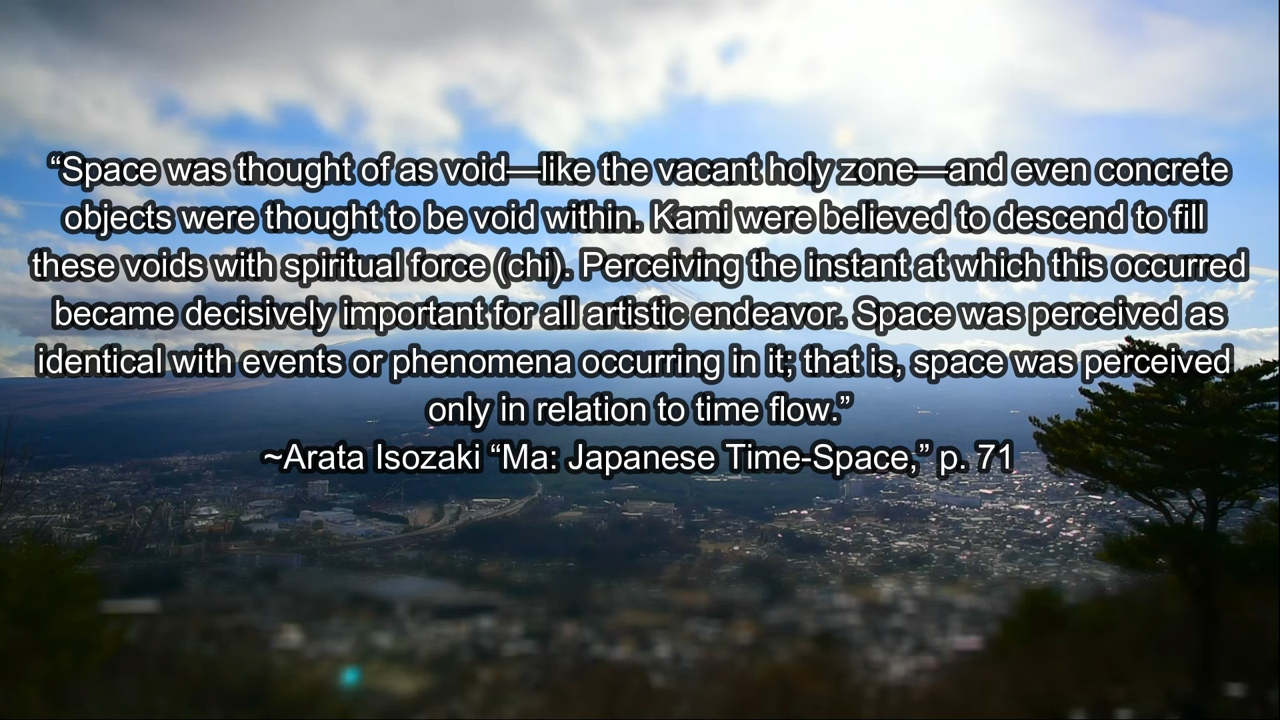 “Space was thought of as void—like the vacant holy zone—and even concrete
objects were thought to be void within. Kami were believed to descend to fill
these voids with spiritual force (chi). Perceiving the instant at which this occurred
became decisively important for all artistic endeavor. Space was perceived as
identical with events or phenomena occurring in it; that is, space was perceived
only in relation to time flow.”
~Arata Isozaki “Ma: Japanese Time-Space,” p. 71